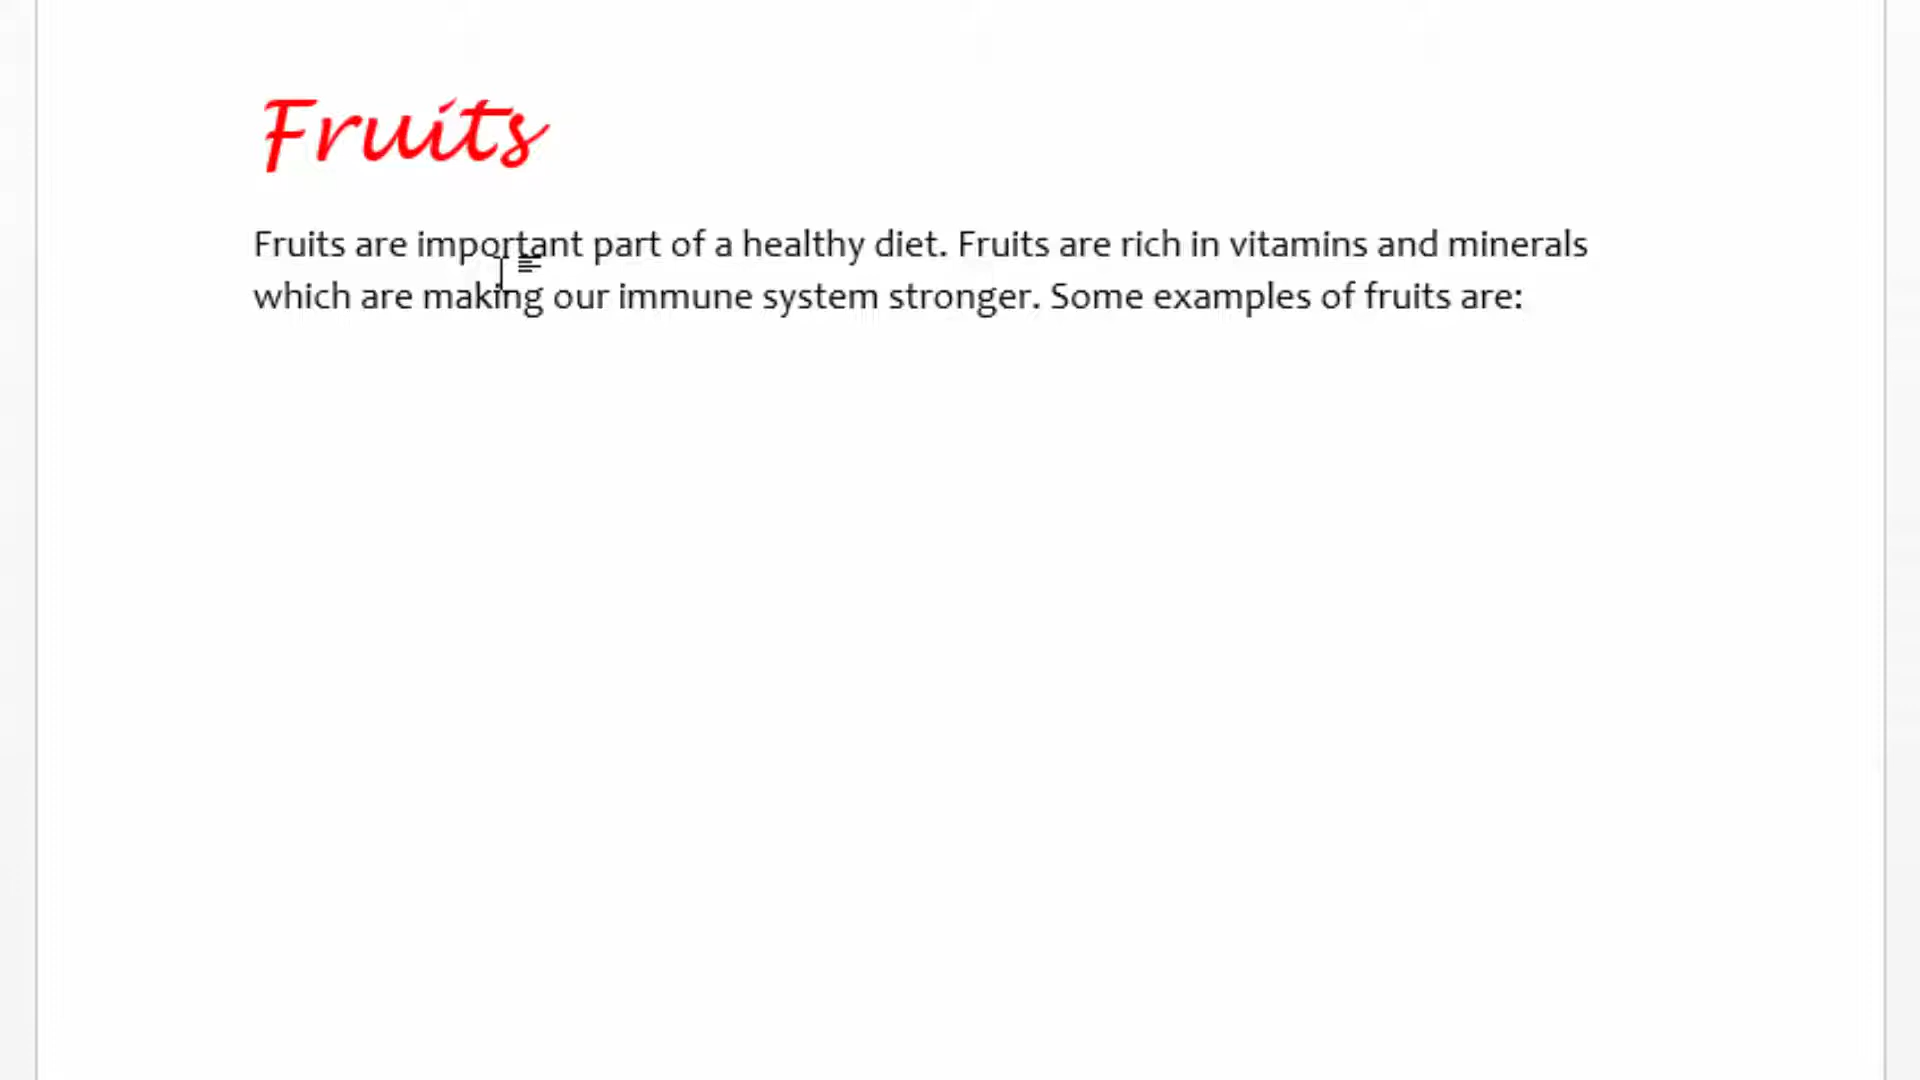 Fruits
Fruits are important part of a healthy diet. Fruits are rich in vitamins and minerals
which are making our immune system stronger. Some examples of fruits are: